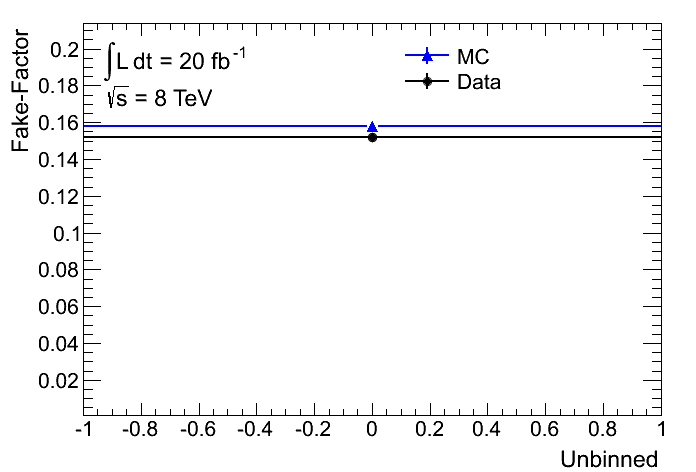 Fake-Factor
∫L dt = 20 fb⁻¹
√s = 8 TeV
MC
Data
0.2
0.18
0.16
0.14
0.12
0.1
0.08
0.06
0.04
0.02
-1 -0.8 -0.6 -0.4 -0.2 0 0.2 0.4 0.6 0.8 1
Unbinned